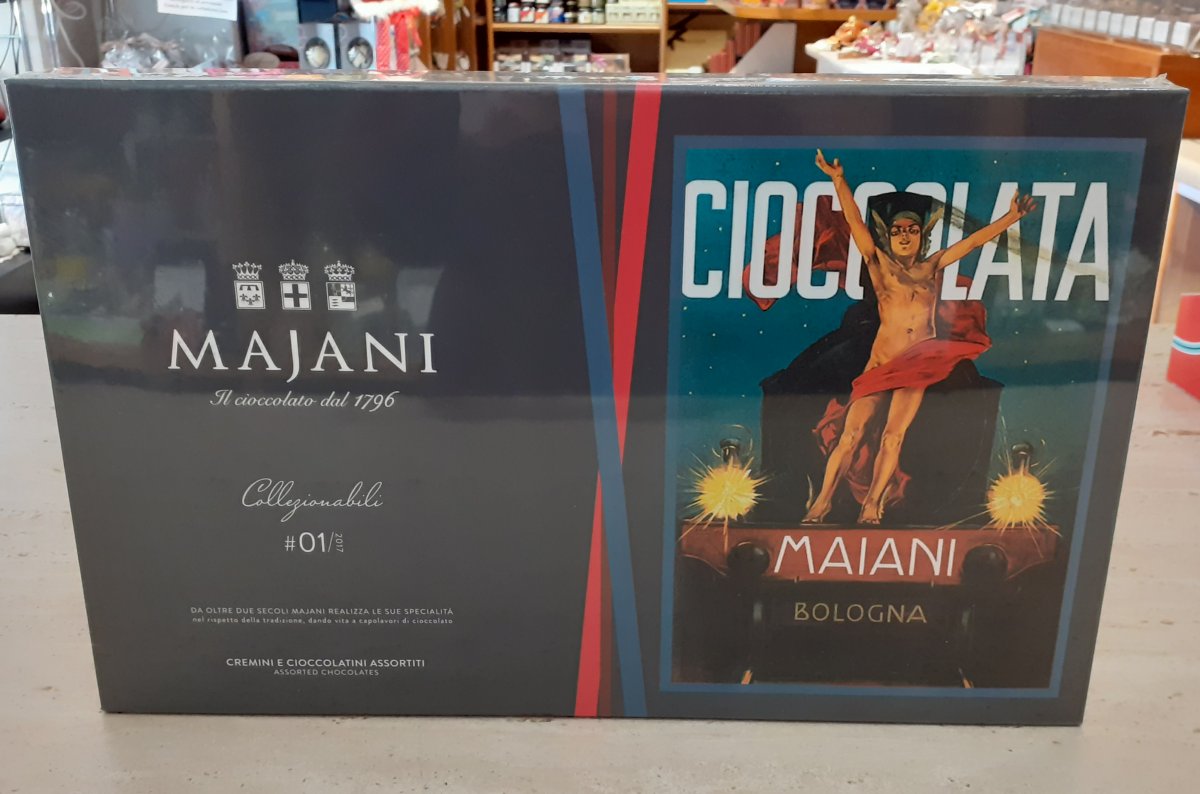 MAJANI
Il cioccolato dal 1796
Collezionabili
#01/2017
DA OLTRE DUE SECOLI MAJANI REALIZZA LE SUE SPECIALITÀ
nel rispetto della tradizione, dando vita a capolavori di cioccolato
CREMINI E CIOCCOLATINI ASSORTITI
ASSORTED CHOCOLATES
CIOCCOLATA
MAIANI
BOLOGNA